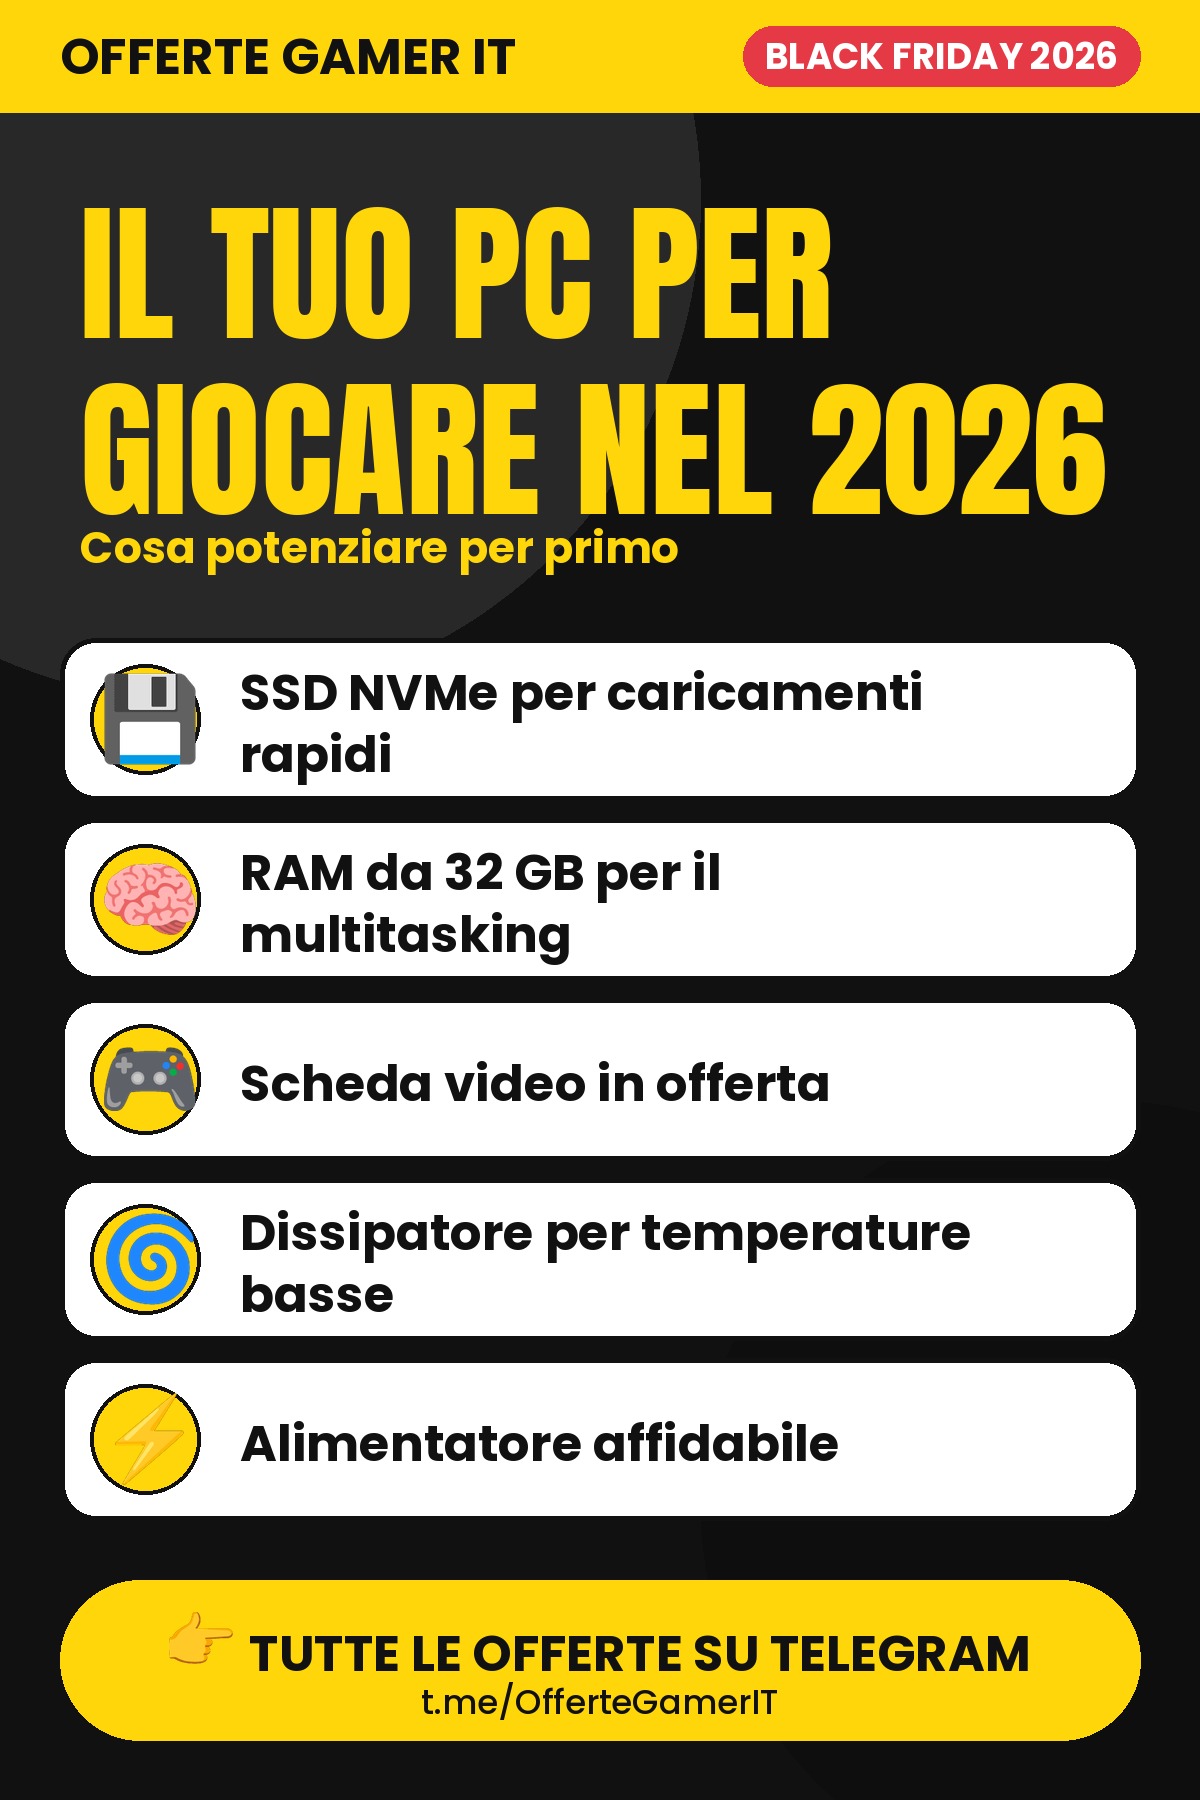 OFFERTE GAMER IT
BLACK FRIDAY 2026
IL TUO PC PER
GIOCARE NEL 2026
Cosa potenziare per primo
SSD NVMe per caricamenti
rapidi
RAM da 32 GB per il
multitasking
Scheda video in offerta
Dissipatore per temperature
basse
Alimentatore affidabile
TUTTE LE OFFERTE SU TELEGRAM
t.me/OfferteGamerIT